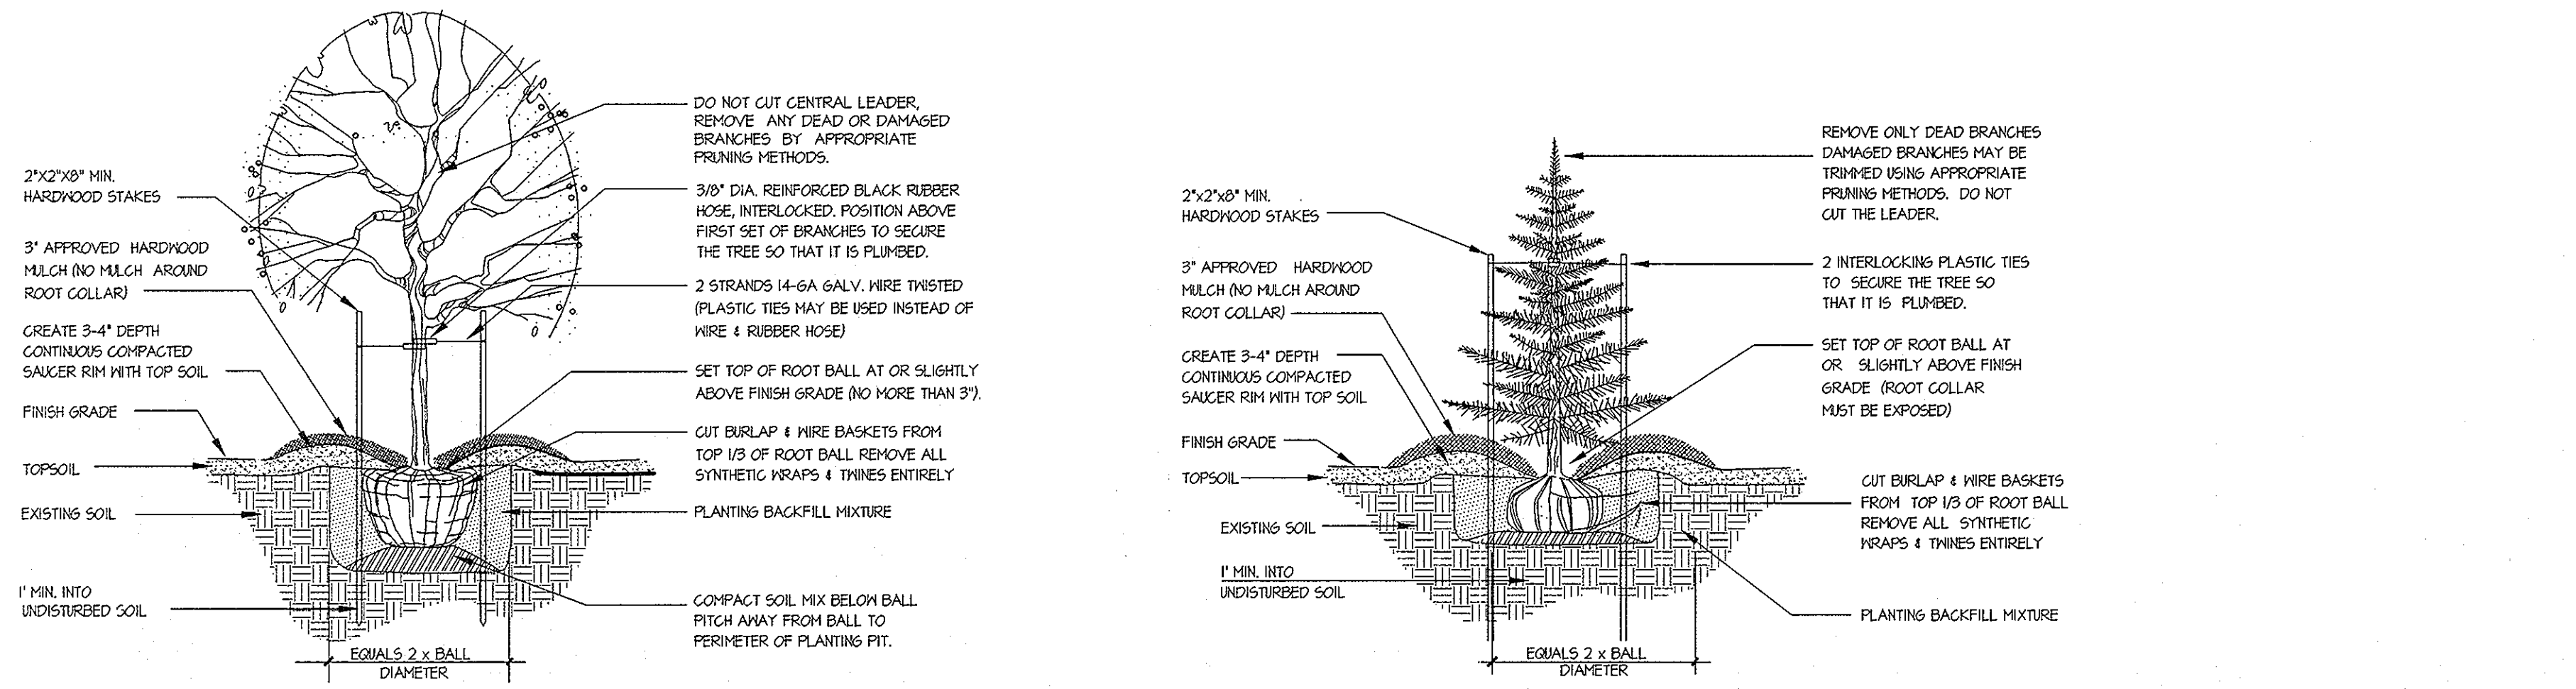 2"X2"X8" MIN.
HARDWOOD STAKES
3" APPROVED HARDWOOD
MULCH (NO MULCH AROUND
ROOT COLLAR)
CREATE 3-4" DEPTH
CONTINUOUS COMPACTED
SAUCER RIM WITH TOP SOIL
FINISH GRADE
TOPSOIL
EXISTING SOIL
1' MIN. INTO
UNDISTURBED SOIL
DO NOT CUT CENTRAL LEADER,
REMOVE ANY DEAD OR DAMAGED
BRANCHES BY APPROPRIATE
PRUNING METHODS.
3/8" DIA. REINFORCED BLACK RUBBER
HOSE, INTERLOCKED. POSITION ABOVE
FIRST SET OF BRANCHES TO SECURE
THE TREE SO THAT IT IS PLUMBED.
2 STRANDS 14-GA GALV. WIRE TWISTED
(PLASTIC TIES MAY BE USED INSTEAD OF
WIRE & RUBBER HOSE)
SET TOP OF ROOT BALL AT OR SLIGHTLY
ABOVE FINISH GRADE (NO MORE THAN 3").
CUT BURLAP & WIRE BASKETS FROM
TOP 1/3 OF ROOT BALL REMOVE ALL
SYNTHETIC WRAPS & TWINES ENTIRELY
PLANTING BACKFILL MIXTURE
COMPACT SOIL MIX BELOW BALL
PITCH AWAY FROM BALL TO
PERIMETER OF PLANTING PIT.
EQUALS 2 x BALL
DIAMETER
2"x2"x8" MIN.
HARDWOOD STAKES
3" APPROVED HARDWOOD
MULCH (NO MULCH AROUND
ROOT COLLAR)
CREATE 3-4" DEPTH
CONTINUOUS COMPACTED
SAUCER RIM WITH TOP SOIL
FINISH GRADE
TOPSOIL
EXISTING SOIL
1' MIN. INTO
UNDISTURBED SOIL
REMOVE ONLY DEAD BRANCHES
DAMAGED BRANCHES MAY BE
TRIMMED USING APPROPRIATE
PRUNING METHODS. DO NOT
CUT THE LEADER.
2 INTERLOCKING PLASTIC TIES
TO SECURE THE TREE SO
THAT IT IS PLUMBED.
SET TOP OF ROOT BALL AT
OR SLIGHTLY ABOVE FINISH
GRADE (ROOT COLLAR
MUST BE EXPOSED)
CUT BURLAP & WIRE BASKETS
FROM TOP 1/3 OF ROOT BALL
REMOVE ALL SYNTHETIC
WRAPS & TWINES ENTIRELY
PLANTING BACKFILL MIXTURE
EQUALS 2 x BALL
DIAMETER